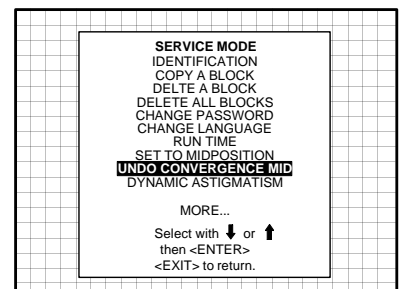 SERVICE MODE
IDENTIFICATION
COPY A BLOCK
DELTE A BLOCK
DELETE ALL BLOCKS
CHANGE PASSWORD
CHANGE LANGUAGE
RUN TIME
SET TO MIDPOSITION
UNDO CONVERGENCE MID
DYNAMIC ASTIGMATISM
MORE...
Select with ⬇ or ⬆
then <ENTER>
<EXIT> to return.